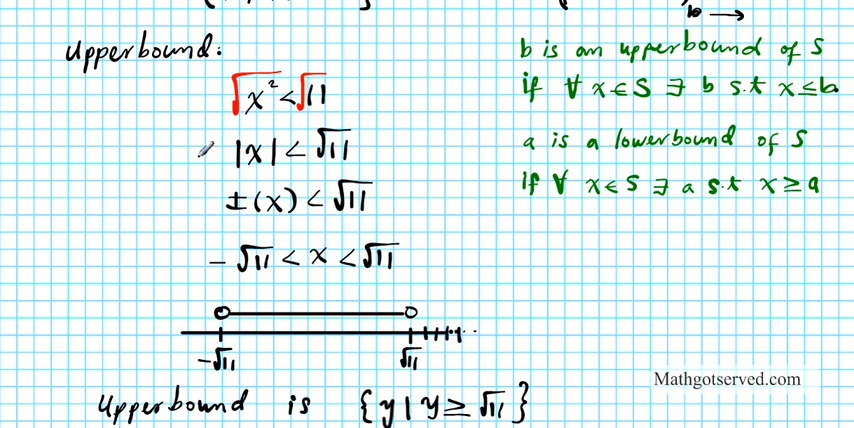 Upperbound:
√x² < √11
|x| < √11
±(x) < √11
-√11 < x < √11
-√11 √11
Upperbound is {y | y ≥ √11}
b is an upperbound of S
if ∀ x ∈ S ∃ b s.t x ≤ b
a is a lowerbound of S
If ∀ x ∈ S ∃ a s.t x ≥ a
Mathgotserved.com